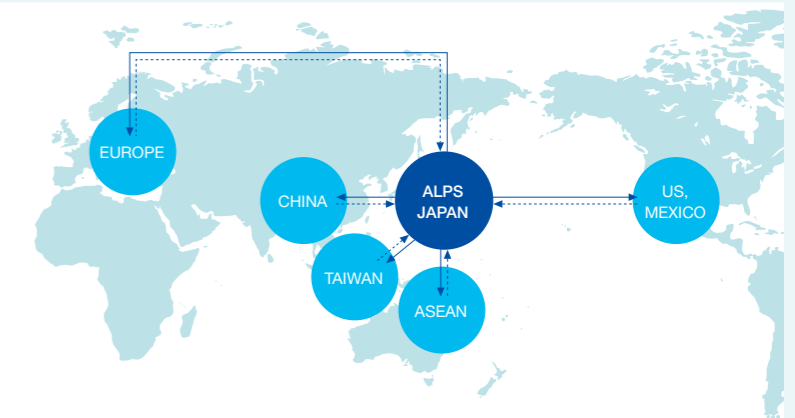 EUROPE
CHINA
ALPS
JAPAN
US,
MEXICO
TAIWAN
ASEAN